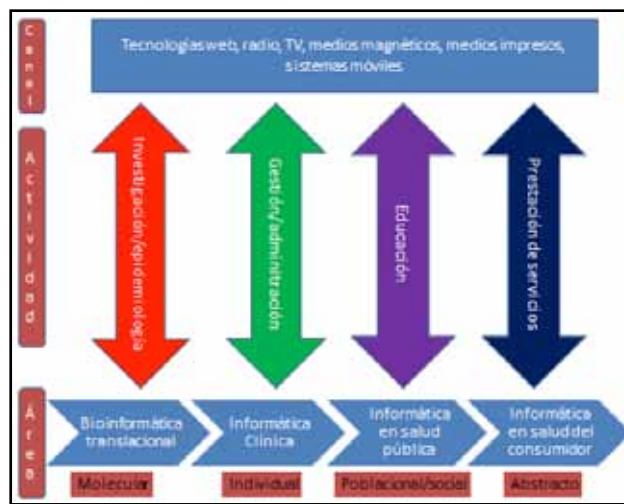 Canal
Tecnologías web, radio, TV, medios magnéticos, medios impresos,
sistemas móviles
Actividad
Investigación/epidemiología
Gestión/adminitración
Educación
Prestación de servicios
Área
Bioinformática
translacional
Informática
Clínica
Informática
en salud
pública
Informática
en salud del
consumidor
Molecular
Individual
Poblacional/social
Abstracto